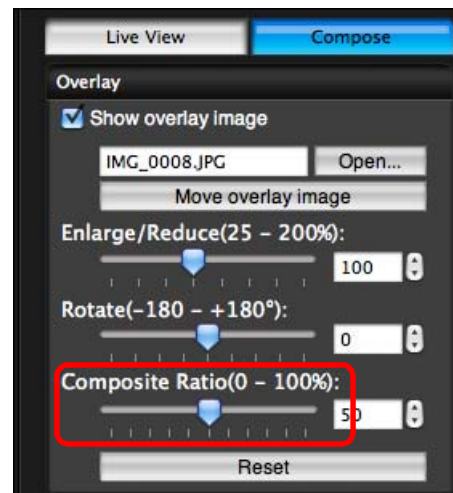 Live View Compose
Overlay
Show overlay image
IMG_0008.JPG Open...
Move overlay image
Enlarge/Reduce(25 – 200%):
100
Rotate(–180 – +180°):
0
Composite Ratio(0 – 100%):
50
Reset